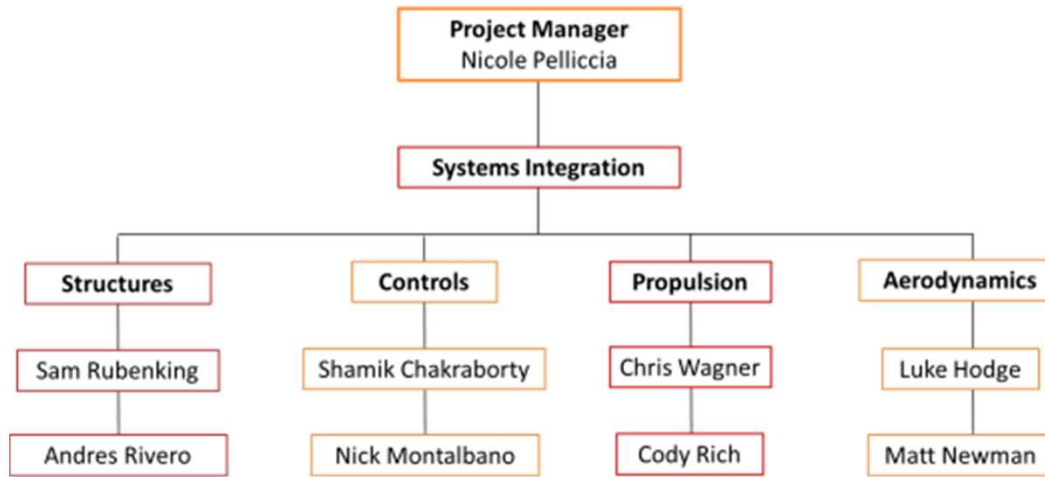 Project Manager
Nicole Pelliccia
Systems Integration
Structures
Controls
Propulsion
Aerodynamics
Sam Rubenking
Shamik Chakraborty
Chris Wagner
Luke Hodge
Andres Rivero
Nick Montalbano
Cody Rich
Matt Newman